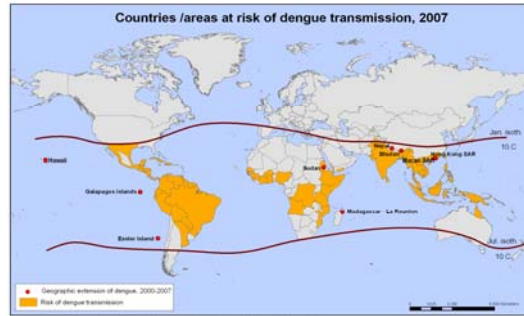 Countries /areas at risk of dengue transmission, 2007
Jan. isoth.
10 C
Hawaii
Nepal
Bhutan
Hong Kong SAR
Macao SAR
Sudan
Galapagos Islands
Madagascar - La Reunion
Easter Island
Jul. isoth.
10 C
Geographic extension of dengue, 2000-2007
Risk of dengue transmission